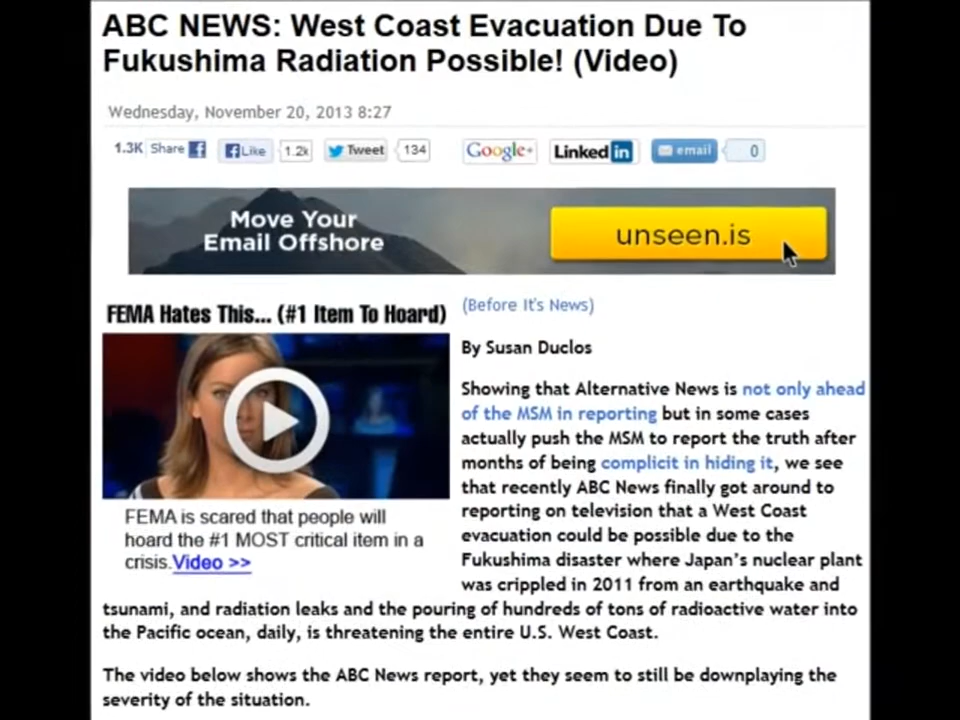 ABC NEWS: West Coast Evacuation Due To
Fukushima Radiation Possible! (Video)
Wednesday, November 20, 2013 8:27
1.3K Share Like 1.2k Tweet 134 Google+ Linked in email 0
Move Your
Email Offshore
unseen.is
FEMA Hates This... (#1 Item To Hoard)
FEMA is scared that people will
hoard the #1 MOST critical item in a
crisis.Video >>
(Before It's News)
By Susan Duclos
Showing that Alternative News is not only ahead
of the MSM in reporting but in some cases
actually push the MSM to report the truth after
months of being complicit in hiding it, we see
that recently ABC News finally got around to
reporting on television that a West Coast
evacuation could be possible due to the
Fukushima disaster where Japan's nuclear plant
was crippled in 2011 from an earthquake and
tsunami, and radiation leaks and the pouring of hundreds of tons of radioactive water into
the Pacific ocean, daily, is threatening the entire U.S. West Coast.
The video below shows the ABC News report, yet they seem to still be downplaying the
severity of the situation.